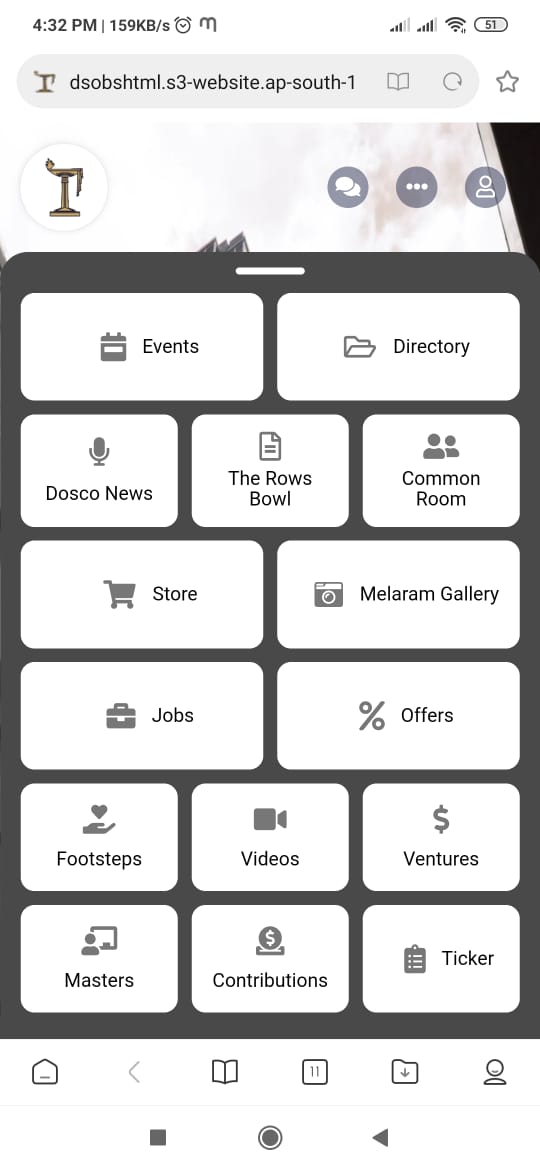 4:32 PM | 159KB/s
51
dsobshtml.s3-website.ap-south-1
Events
Directory
Dosco News
The Rows
Bowl
Common
Room
Store
Melaram Gallery
Jobs
Offers
Footsteps
Videos
Ventures
Masters
Contributions
Ticker
11